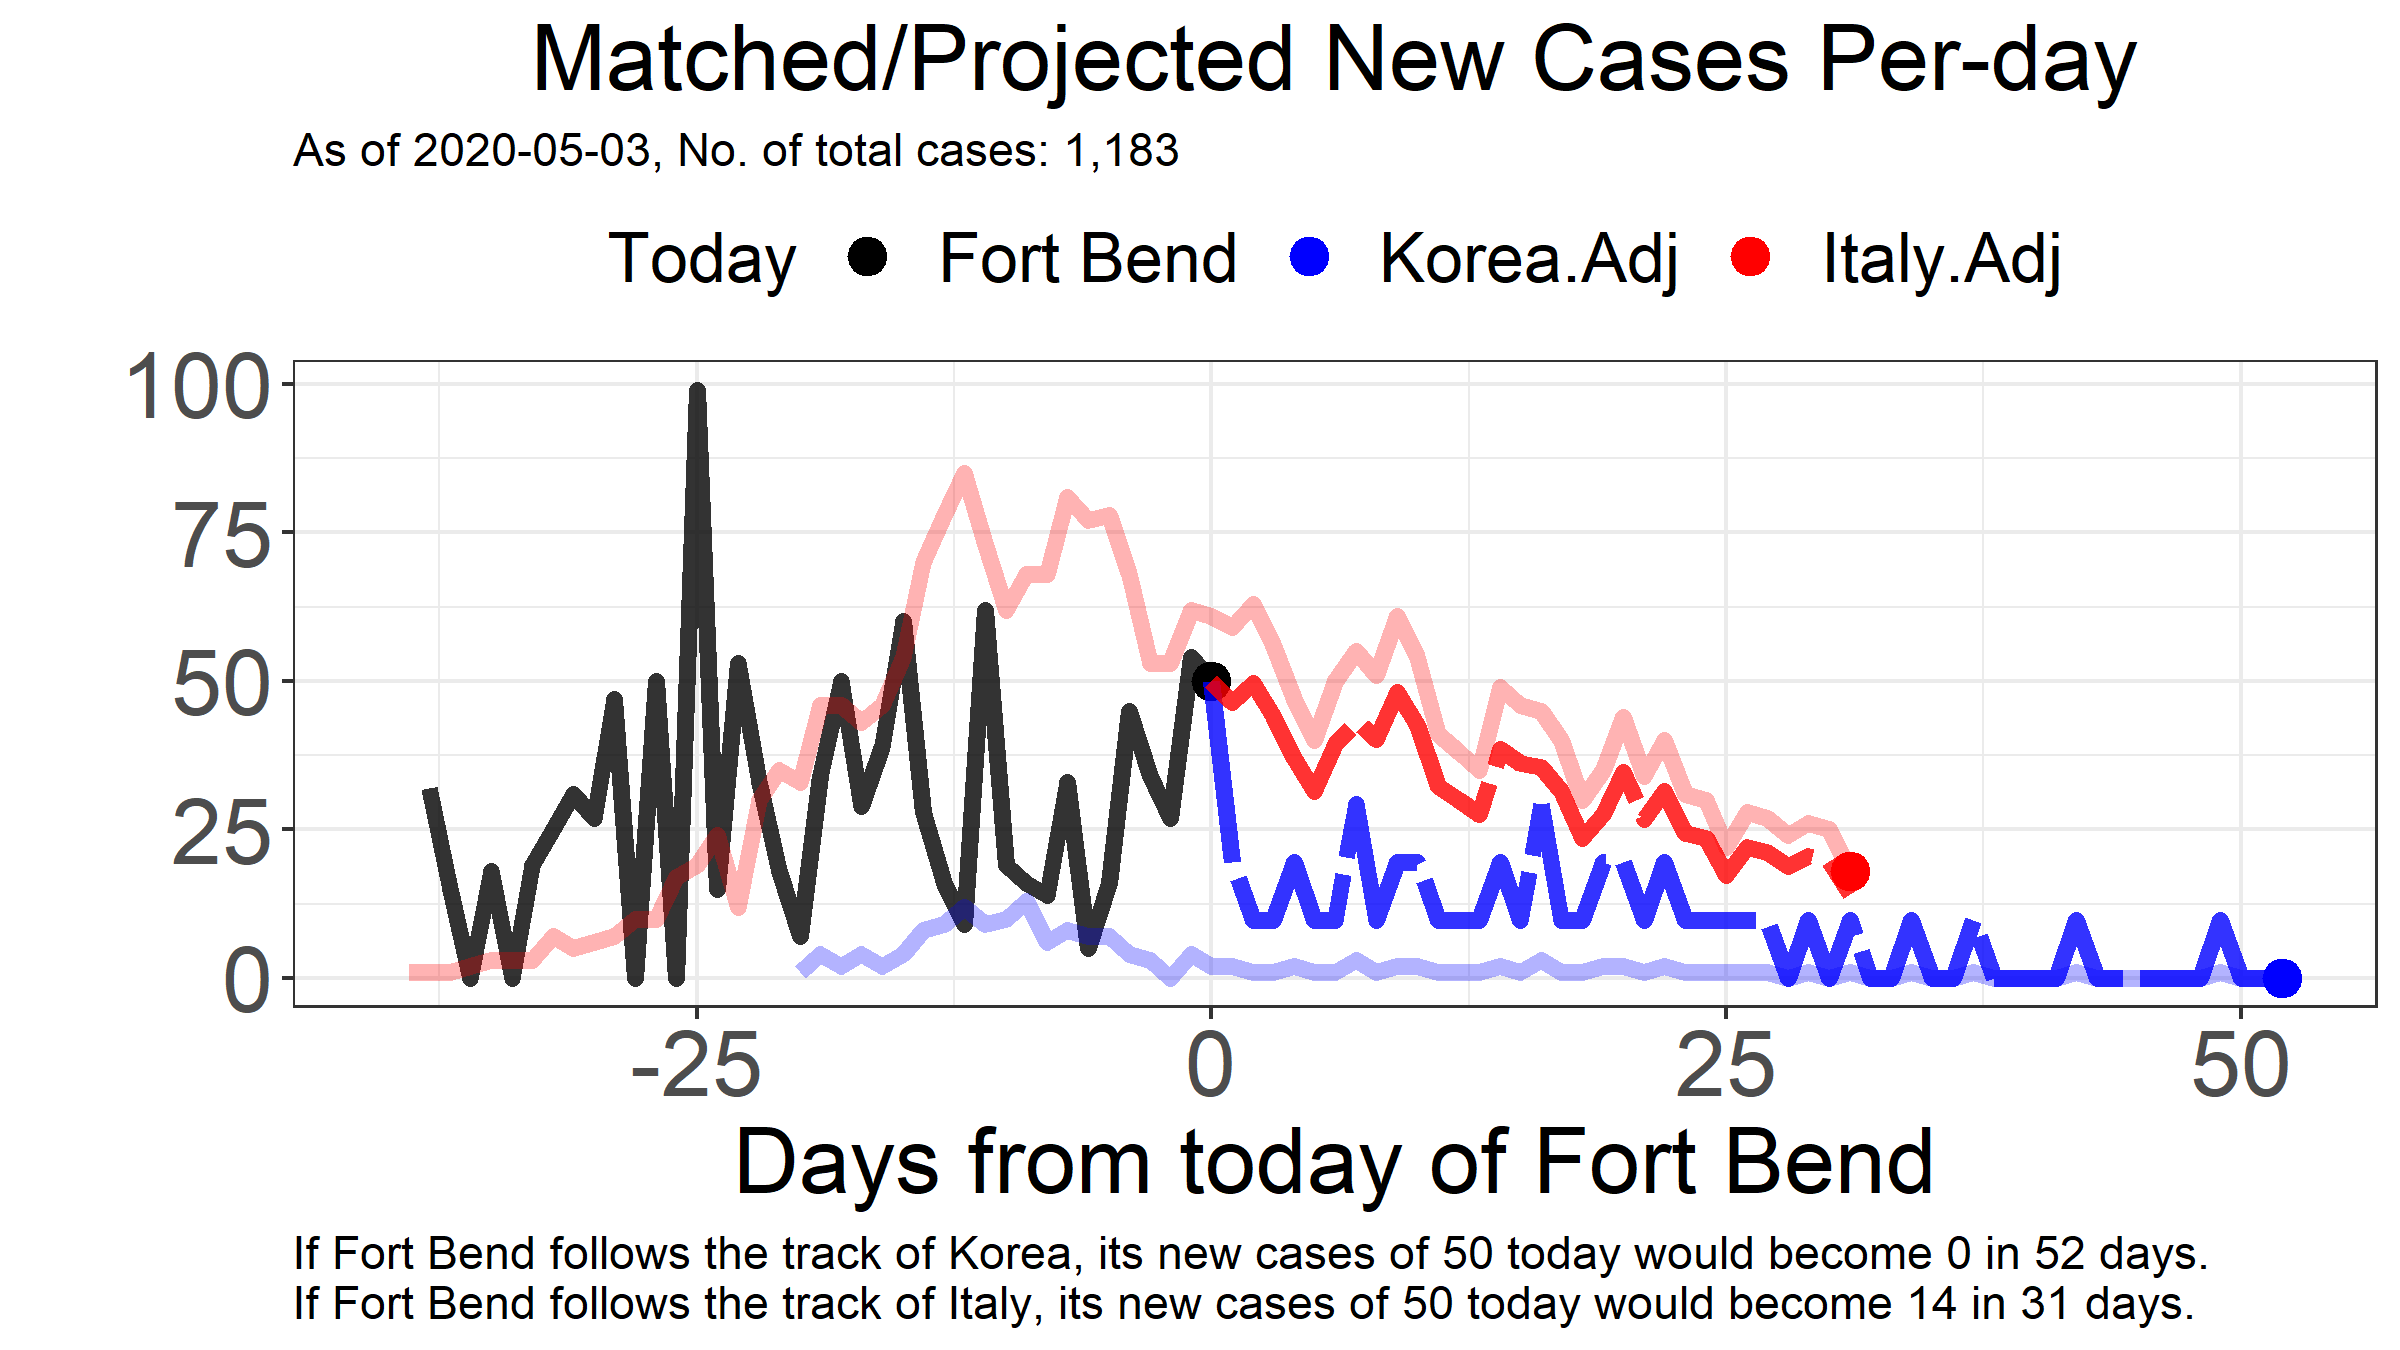 Matched/Projected New Cases Per-day
As of 2020-05-03, No. of total cases: 1,183
Today Fort Bend Korea.Adj Italy.Adj
100
75
50
25
0
-25 0 25 50
Days from today of Fort Bend
If Fort Bend follows the track of Korea, its new cases of 50 today would become 0 in 52 days.
If Fort Bend follows the track of Italy, its new cases of 50 today would become 14 in 31 days.